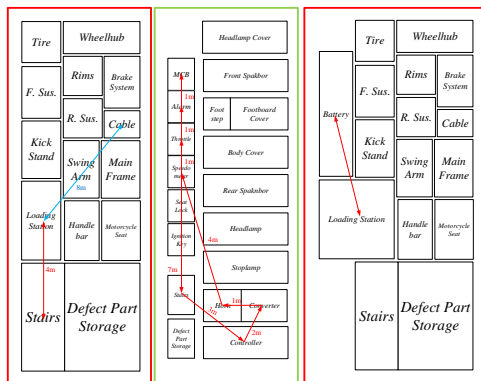 Tire
Wheelhub
F. Sus.
Rims
Brake
System
R. Sus.
Cable
Kick
Stand
Swing
Arm
8m
Main
Frame
Loading
Station
Handle
bar
Motorcycle
Seat
4m
Stairs
Defect Part
Storage
Headlamp Cover
MCB
Front Spakbor
1m
Alarm
Foot
step
Footboard
Cover
1m
Throttle
Body Cover
1m
Speedo
meter
Rear Spaknbor
Seat
Lock
Headlamp
Ignition
Key
4m
Stoplamp
7m
Stairs
Horn
1m
Converter
3m
2m
Defect
Part
Storage
Controller
Tire
Wheelhub
Battery
F. Sus.
Rims
Brake
System
R. Sus.
Cable
Kick
Stand
Swing
Arm
Main
Frame
Loading Station
Handle
bar
Motorcycle
Seat
Stairs
Defect Part
Storage